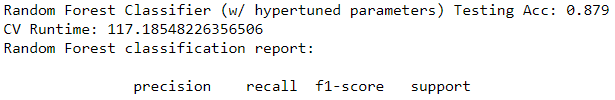 Random Forest Classifier (w/ hypertuned parameters) Testing Acc: 0.879
CV Runtime: 117.18548226356506
Random Forest classification report:
precision recall f1-score support